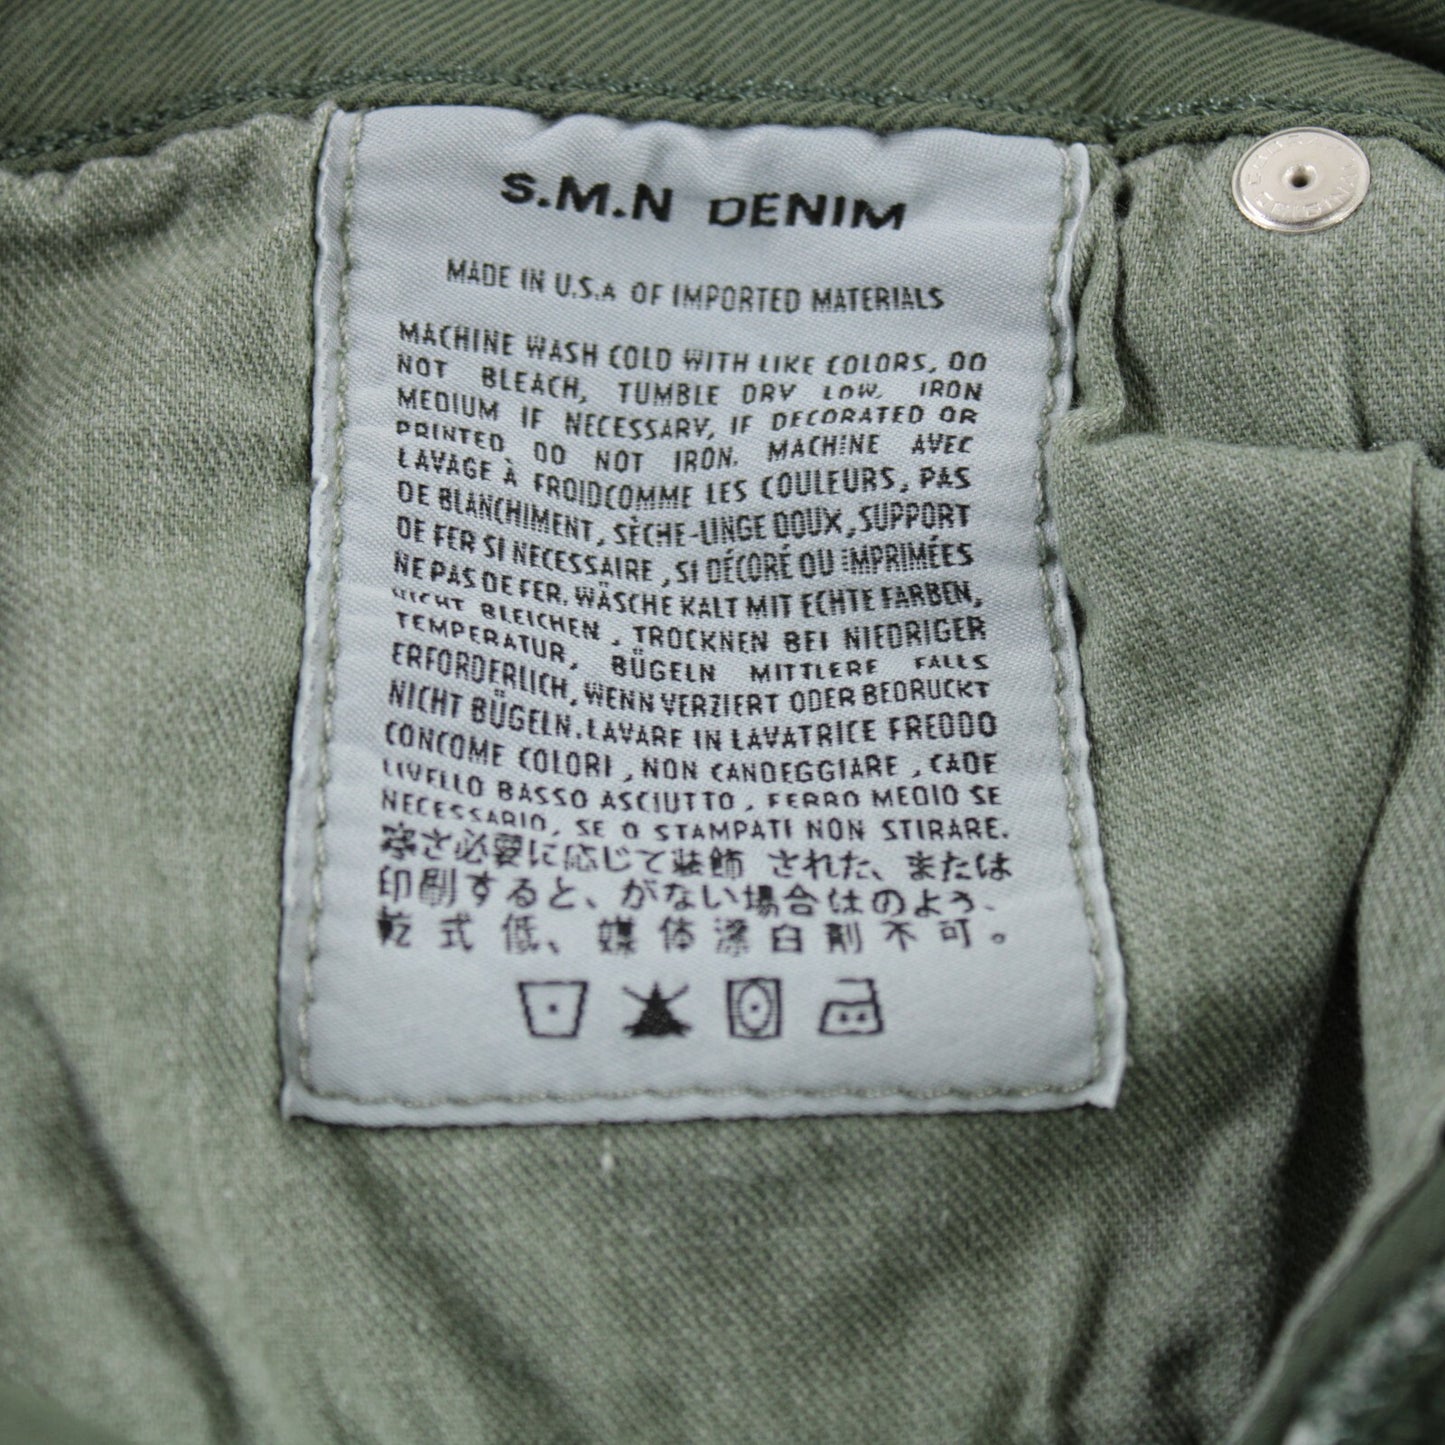 S.M.N DENIM
MADE IN U.S.A OF IMPORTED MATERIALS
MACHINE WASH COLD WITH LIKE COLORS, DO
NOT BLEACH, TUMBLE DRY LOW, IRON
MEDIUM IF NECESSARY, IF DECORATED OR
PRINTED, DO NOT IRON. MACHINE AVEC
LAVAGE À FROIDCOMME LES COULEURS, PAS
DE BLANCHIMENT, SÈCHE-LINGE DOUX, SUPPORT
DE FER SI NECESSAIRE, SI DÉCORÉ OU IMPRIMÉES
NE PAS DE FER. WÄSCHE KALT MIT ECHTE FARBEN,
NICHT BLEICHEN, TROCKNEN BEI NIEDRIGER
TEMPERATUR, BÜGELN MITTLERE FALLS
ERFORDERLICH, WENN VERZIERT ODER BEDRUCKT
NICHT BÜGELN. LAVARE IN LAVATRICE FREDDO
CONCOME COLORI, NON CANDEGGIARE, CADE
LIVELLO BASSO ASCIUTTO, FERRO MEDIO SE
NECESSARIO, SE O STAMPATI NON STIRARE.
寒さ必要に応じて装飾 された、または
印刷すると、がない場合はのよう、
乾式低、媒体漂白剤不可。